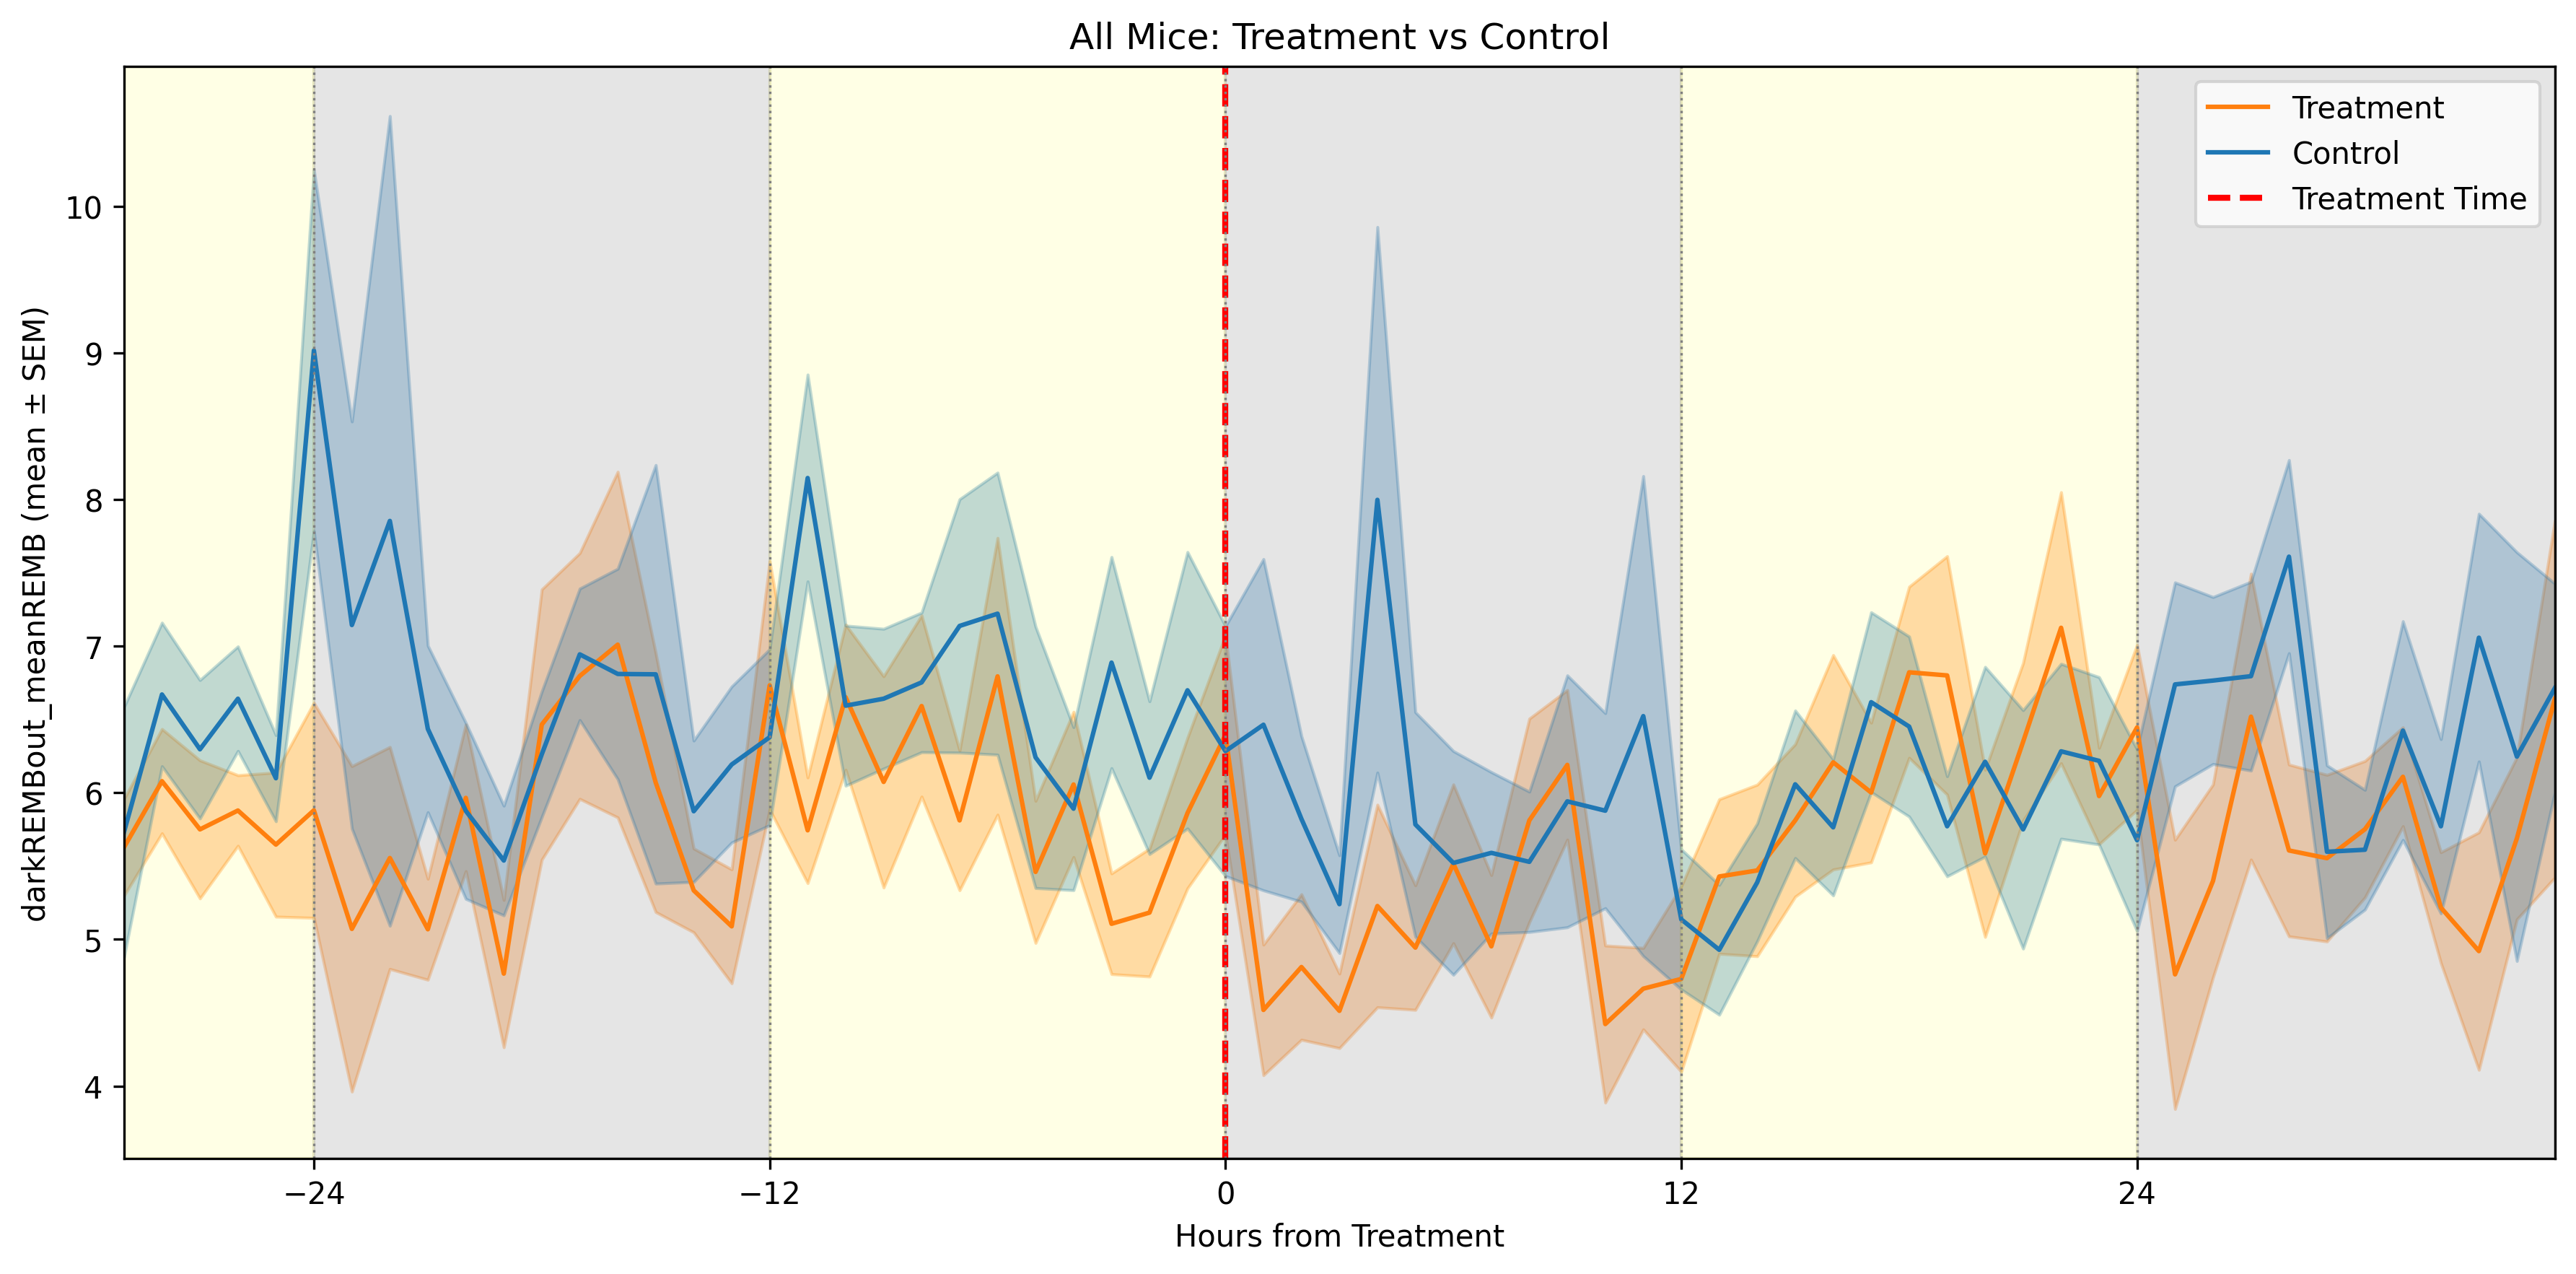 All Mice: Treatment vs Control
darkREMBout_meanREMB (mean ± SEM)
10
9
8
7
6
5
4
−24
−12
0
12
24
Hours from Treatment
Treatment
Control
Treatment Time